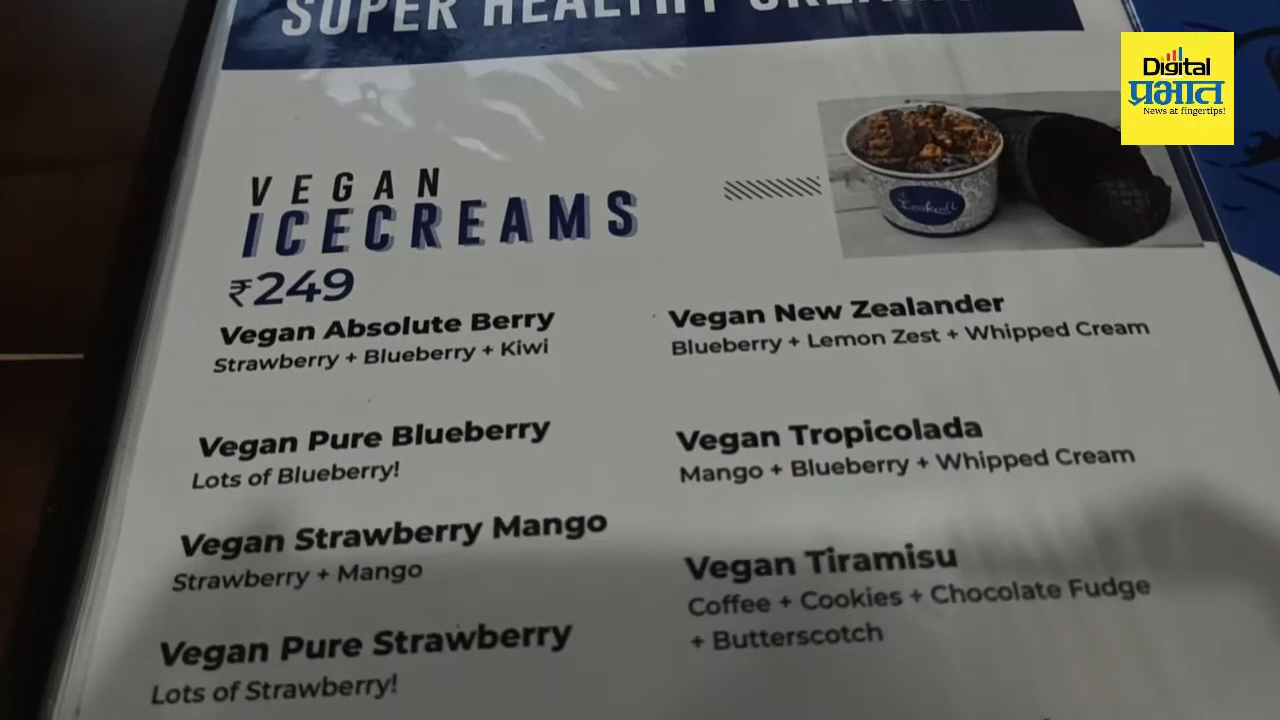 SUPER HEALTHY
Digital
प्रभात
News at fingertips!
VEGAN
ICECREAMS
₹249
Vegan Absolute Berry
Strawberry + Blueberry + Kiwi
Vegan Pure Blueberry
Lots of Blueberry!
Vegan Strawberry Mango
Strawberry + Mango
Vegan Pure Strawberry
Lots of Strawberry!
Vegan New Zealander
Blueberry + Lemon Zest + Whipped Cream
Vegan Tropicolada
Mango + Blueberry + Whipped Cream
Vegan Tiramisu
Coffee + Cookies + Chocolate Fudge
+ Butterscotch